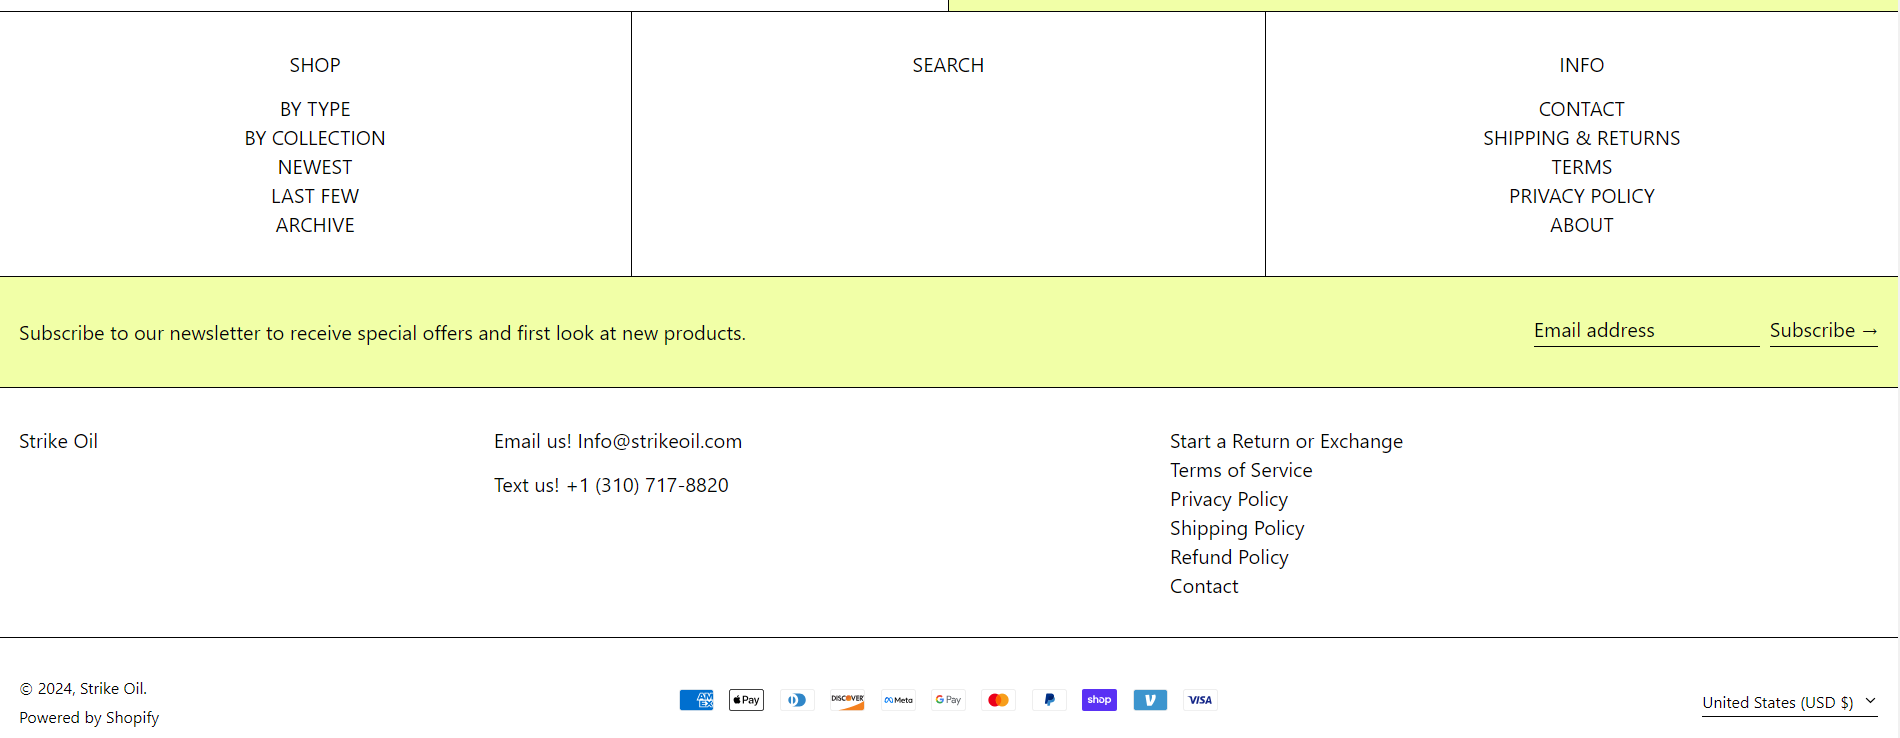 SHOP
BY TYPE
BY COLLECTION
NEWEST
LAST FEW
ARCHIVE
SEARCH
INFO
CONTACT
SHIPPING & RETURNS
TERMS
PRIVACY POLICY
ABOUT
Subscribe to our newsletter to receive special offers and first look at new products.
Email address
Subscribe →
Strike Oil
Email us! Info@strikeoil.com
Text us! +1 (310) 717-8820
Start a Return or Exchange
Terms of Service
Privacy Policy
Shipping Policy
Refund Policy
Contact
© 2024, Strike Oil.
Powered by Shopify
AMEX
Pay
DISCOVER
Meta
G Pay
shop
VISA
United States (USD $)